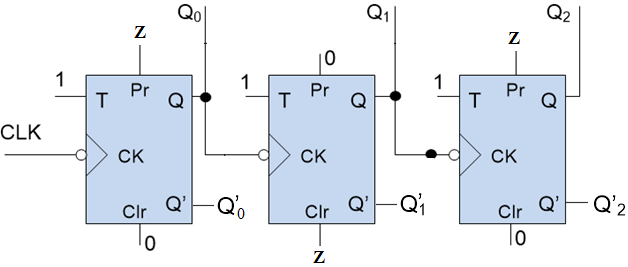 Q₀ Q₁ Q₂
z 0 z
1 T Pr Q 1 T Pr Q 1 T Pr Q
CLK CK CK CK
Clr Q' Q'₀ Clr Q' Q'₁ Clr Q' Q'₂
0 z 0